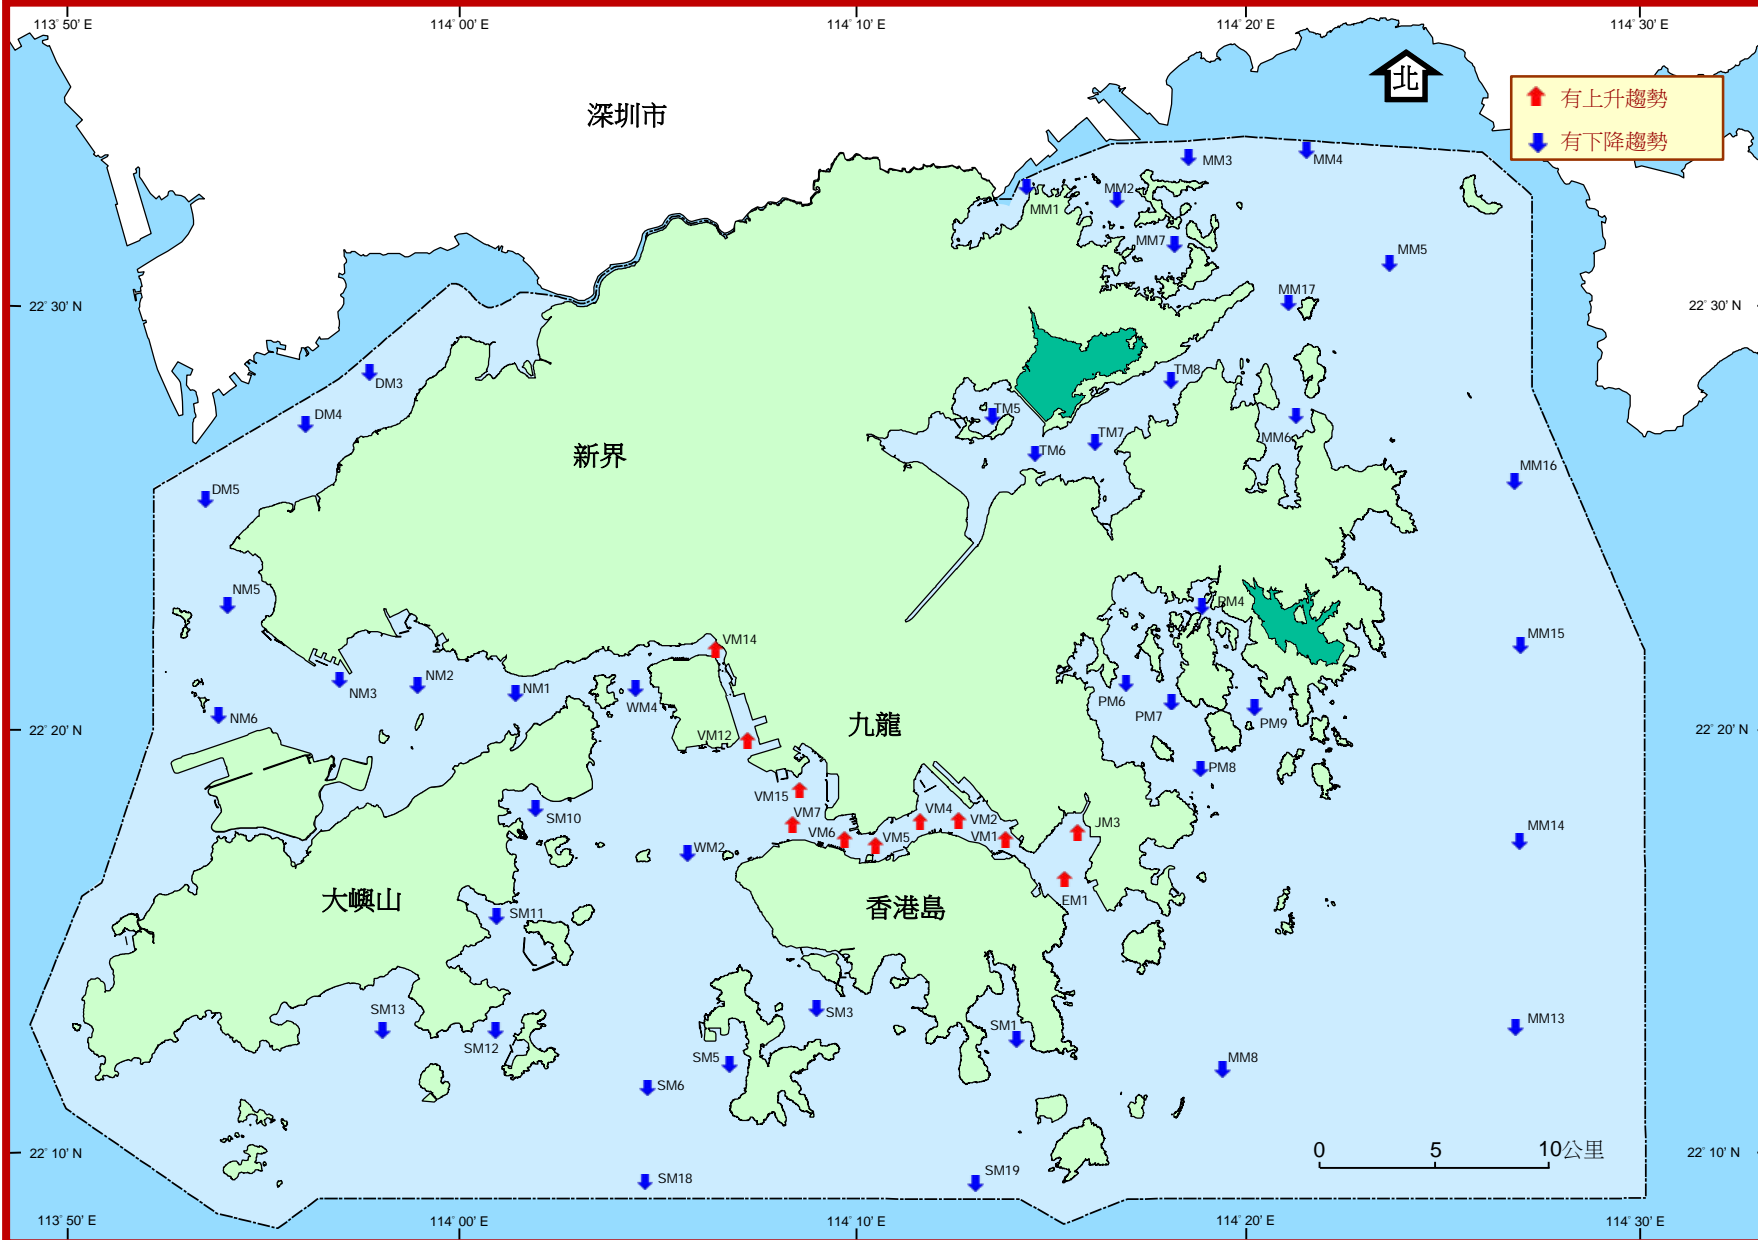 113° 50' E
114° 00' E
114° 10' E
114° 20' E
114° 30' E
北
有上升趨勢
有下降趨勢
深圳市
MM3
MM4
MM2
MM1
MM7
MM5
MM17
22° 30' N
22° 30' N
DM3
TM8
DM4
TM5
TM7
MM6
TM6
新界
MM16
DM5
NM5
PM4
VM14
MM15
NM2
NM3
NM1
WM4
PM6
PM7
NM6
PM9
22° 20' N
VM12
九龍
22° 20' N
PM8
VM15
SM10
VM7
VM4
VM2
JM3
VM6
VM5
VM1
MM14
WM2
大嶼山
香港島
EM1
SM11
SM13
SM3
SM1
MM13
SM12
SM5
MM8
SM6
22° 10' N
0
5
10公里
22° 10' N
SM18
SM19
113° 50' E
114° 00' E
114° 10' E
114° 20' E
114° 30' E